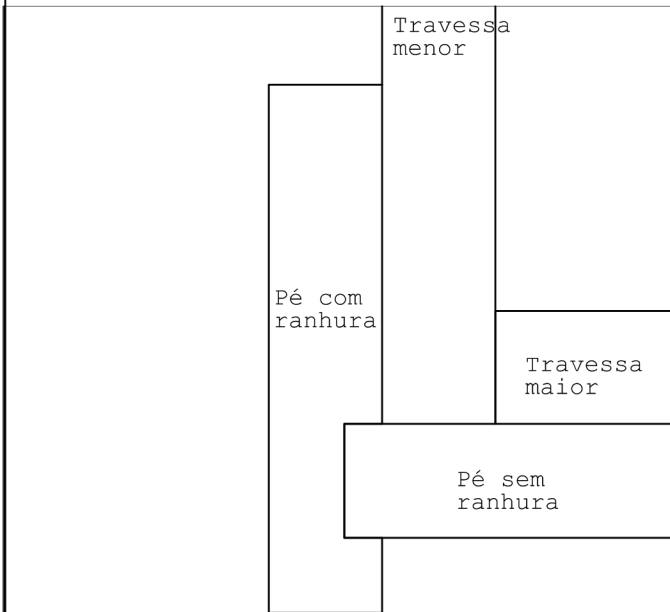 Travessa
menor
Pé com
ranhura
Travessa
maior
Pé sem
ranhura